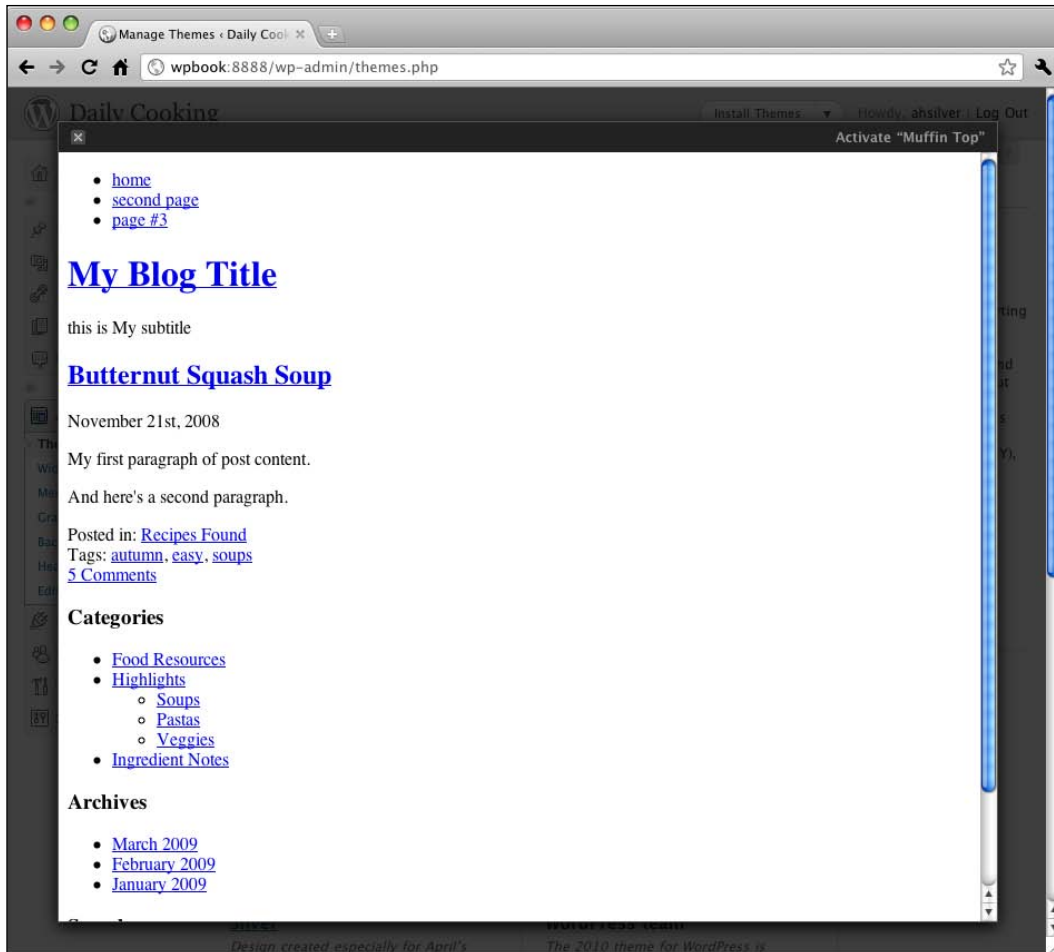 Manage Themes ‹ Daily Cool
wpbook:8888/wp-admin/themes.php
Daily Cooking
Install Themes
Howdy, ahsilver | Log Out
Activate “Muffin Top”
home
second page
page #3
My Blog Title
this is My subtitle
Butternut Squash Soup
November 21st, 2008
My first paragraph of post content.
And here's a second paragraph.
Posted in: Recipes Found
Tags: autumn, easy, soups
5 Comments
Categories
Food Resources
Highlights
Soups
Pastas
Veggies
Ingredient Notes
Archives
March 2009
February 2009
January 2009
Design created especially for April's
The 2010 theme for WordPress is